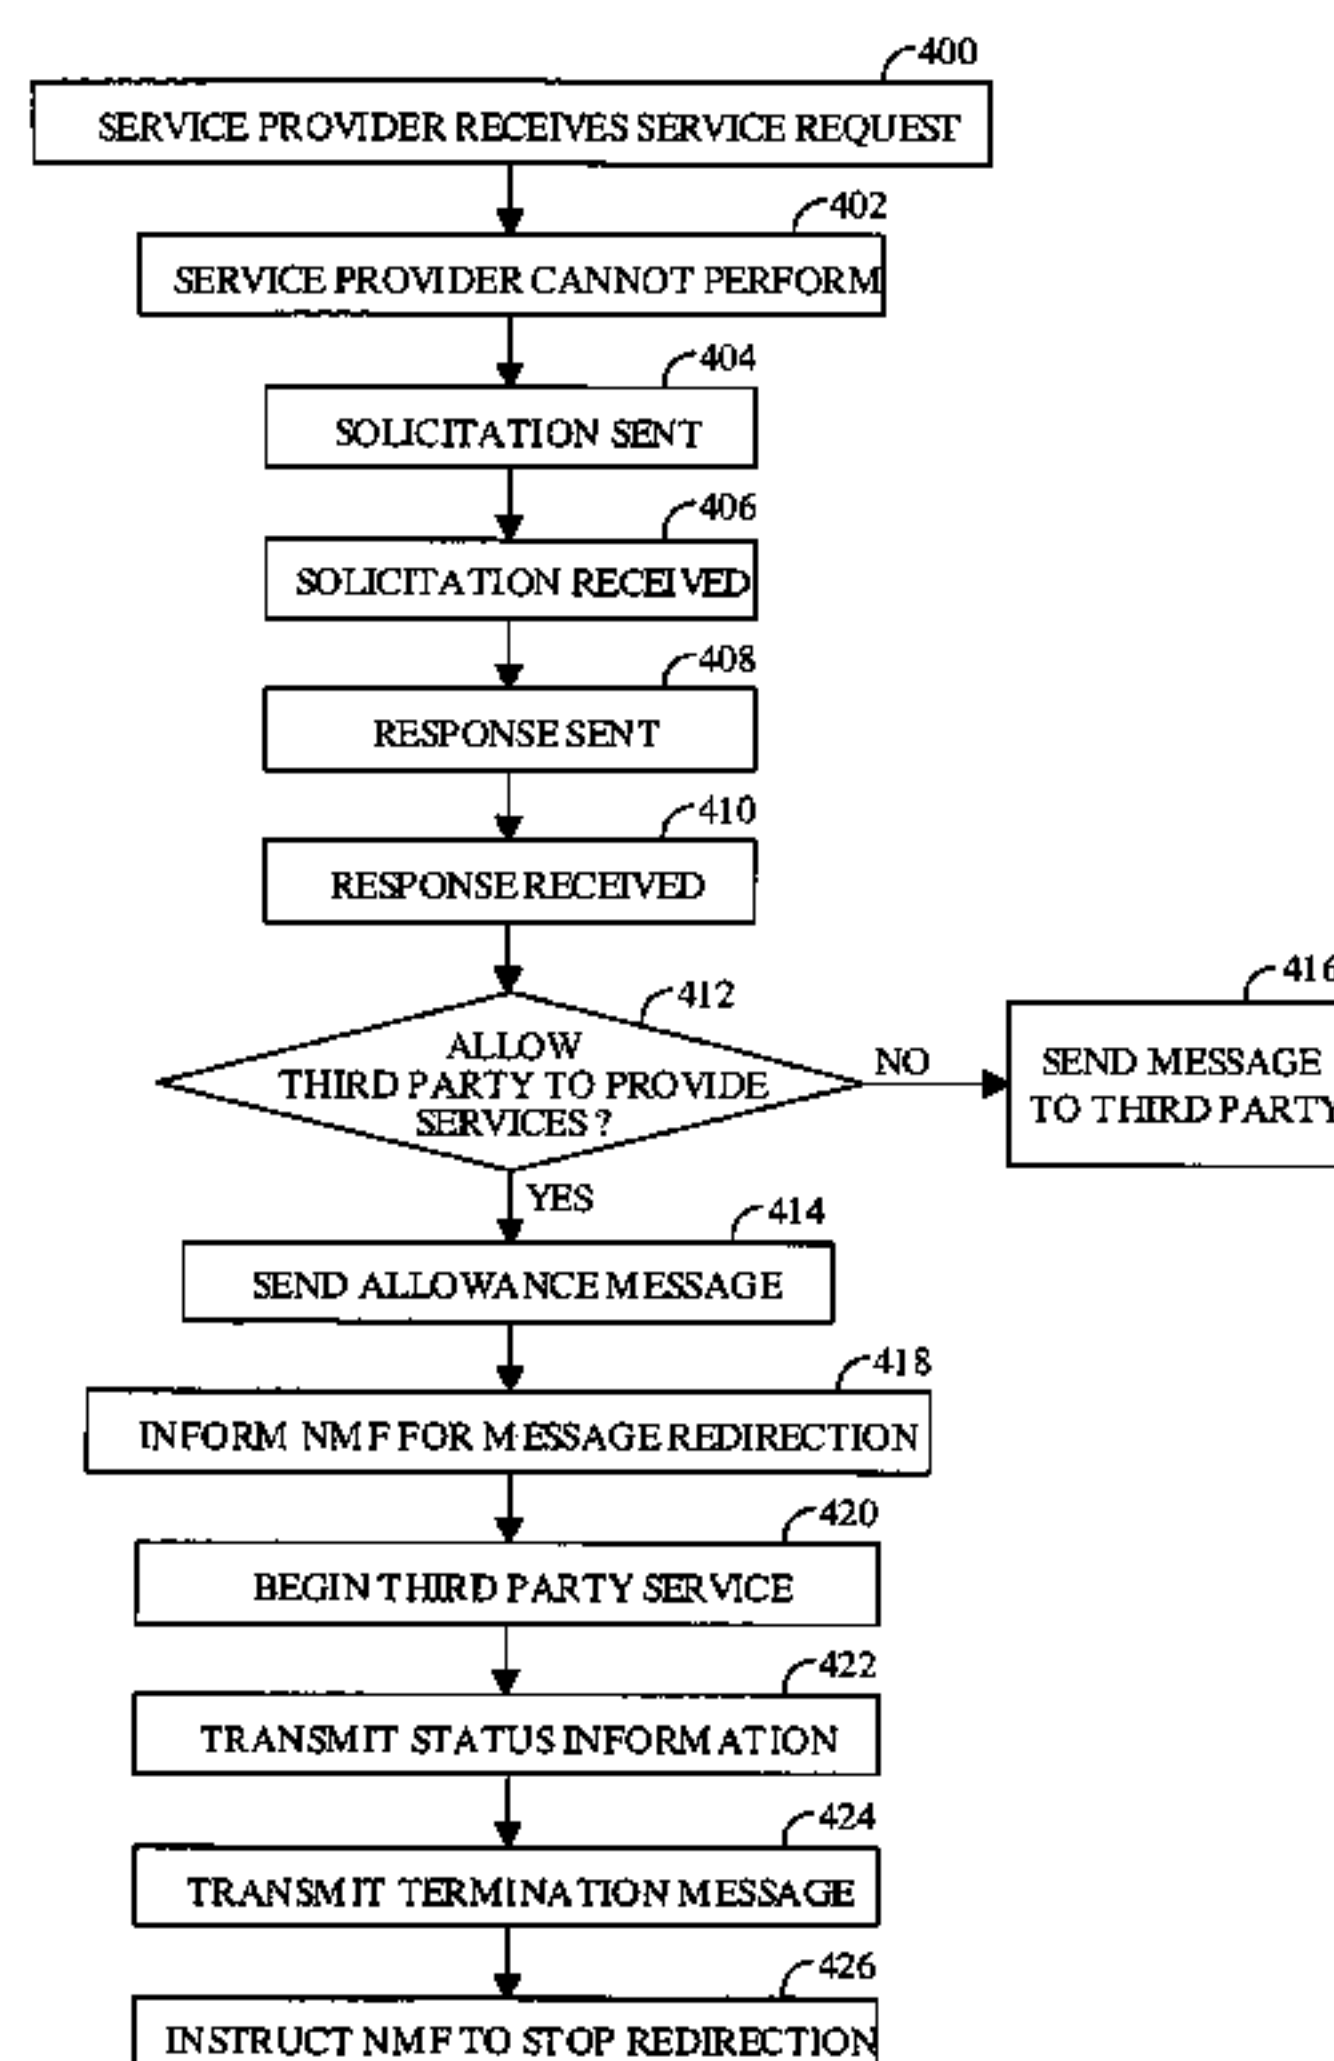 400
SERVICE PROVIDER RECEIVES SERVICE REQUEST
402
SERVICE PROVIDER CANNOT PERFORM
404
SOLICITATION SENT
406
SOLICITATION RECEIVED
408
RESPONSE SENT
410
RESPONSE RECEIVED
412
ALLOW
THIRD PARTY TO PROVIDE
SERVICES ?
NO
416
SEND MESSAGE
TO THIRD PARTY
YES
414
SEND ALLOWANCE MESSAGE
418
INFORM NMF FOR MESSAGE REDIRECTION
420
BEGIN THIRD PARTY SERVICE
422
TRANSMIT STATUS INFORMATION
424
TRANSMIT TERMINATION MESSAGE
426
INSTRUCT NMF TO STOP REDIRECTION